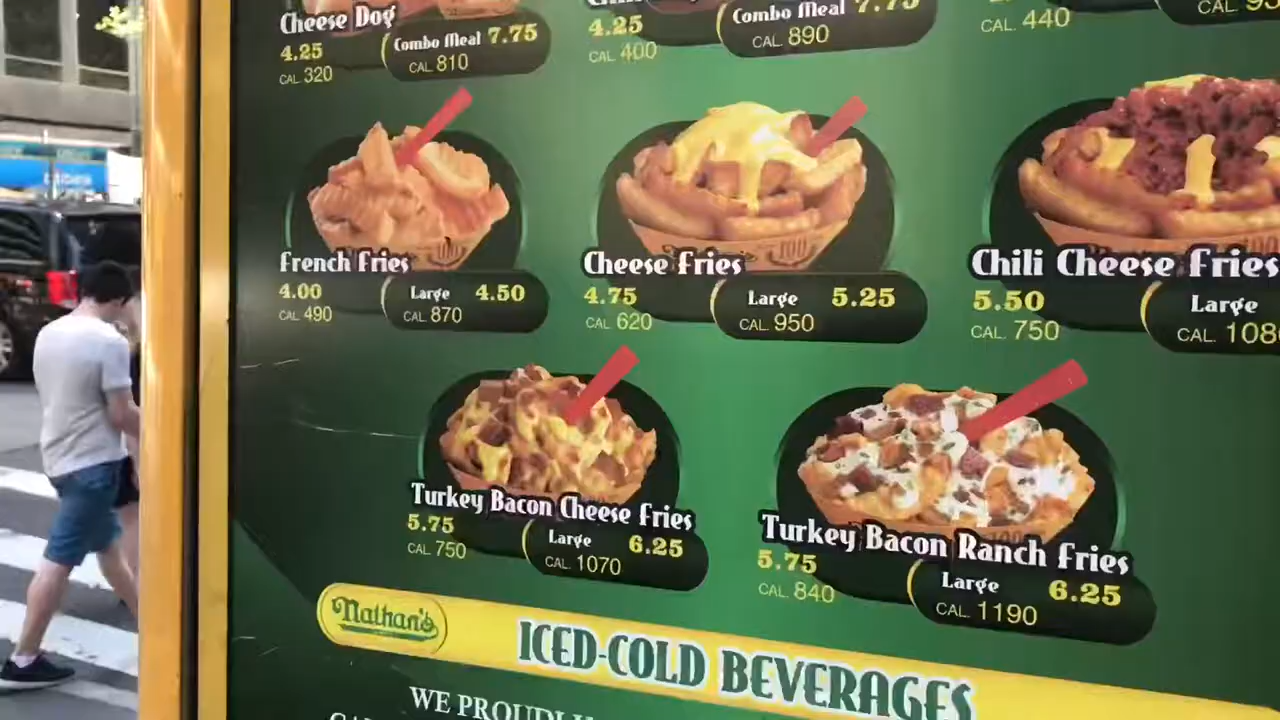 Cheese Dog
4.25
CAL. 320
Combo Meal 7.75
CAL. 810
4.25
CAL. 400
Combo Meal 7.75
CAL. 890
CAL. 440
CAL.
French Fries
4.00
CAL. 490
Large 4.50
CAL. 870
Cheese Fries
4.75
CAL. 620
Large 5.25
CAL. 950
Chili Cheese Fries
5.50
CAL. 750
Large
CAL. 108
Turkey Bacon Cheese Fries
5.75
CAL. 750
Large 6.25
CAL. 1070
Turkey Bacon Ranch Fries
5.75
CAL. 840
Large 6.25
CAL. 1190
Nathan's
ICED-COLD BEVERAGES
WE PROUDLY